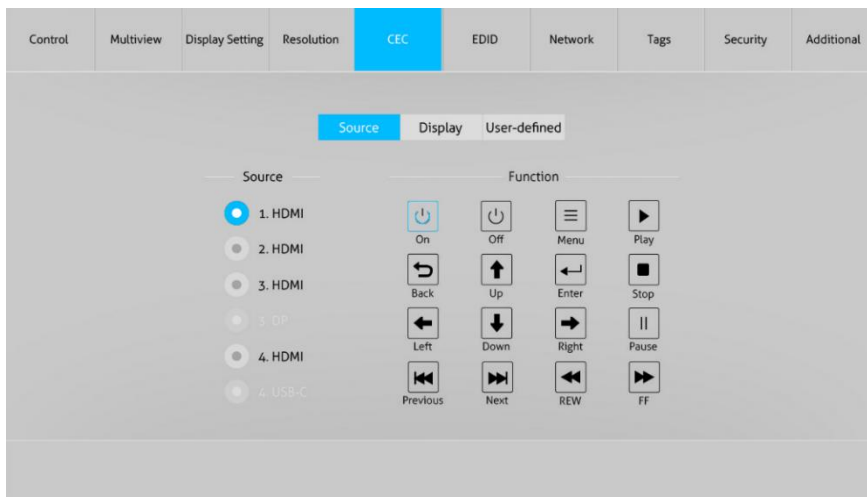 Control Multiview Display Setting Resolution CEC EDID Network Tags Security Additional
Source Display User-defined
Source Function
1. HDMI
2. HDMI
3. HDMI
3. DP
4. HDMI
4. USB-C
On Off Menu Play
Back Up Enter Stop
Left Down Right Pause
Previous Next REW FF